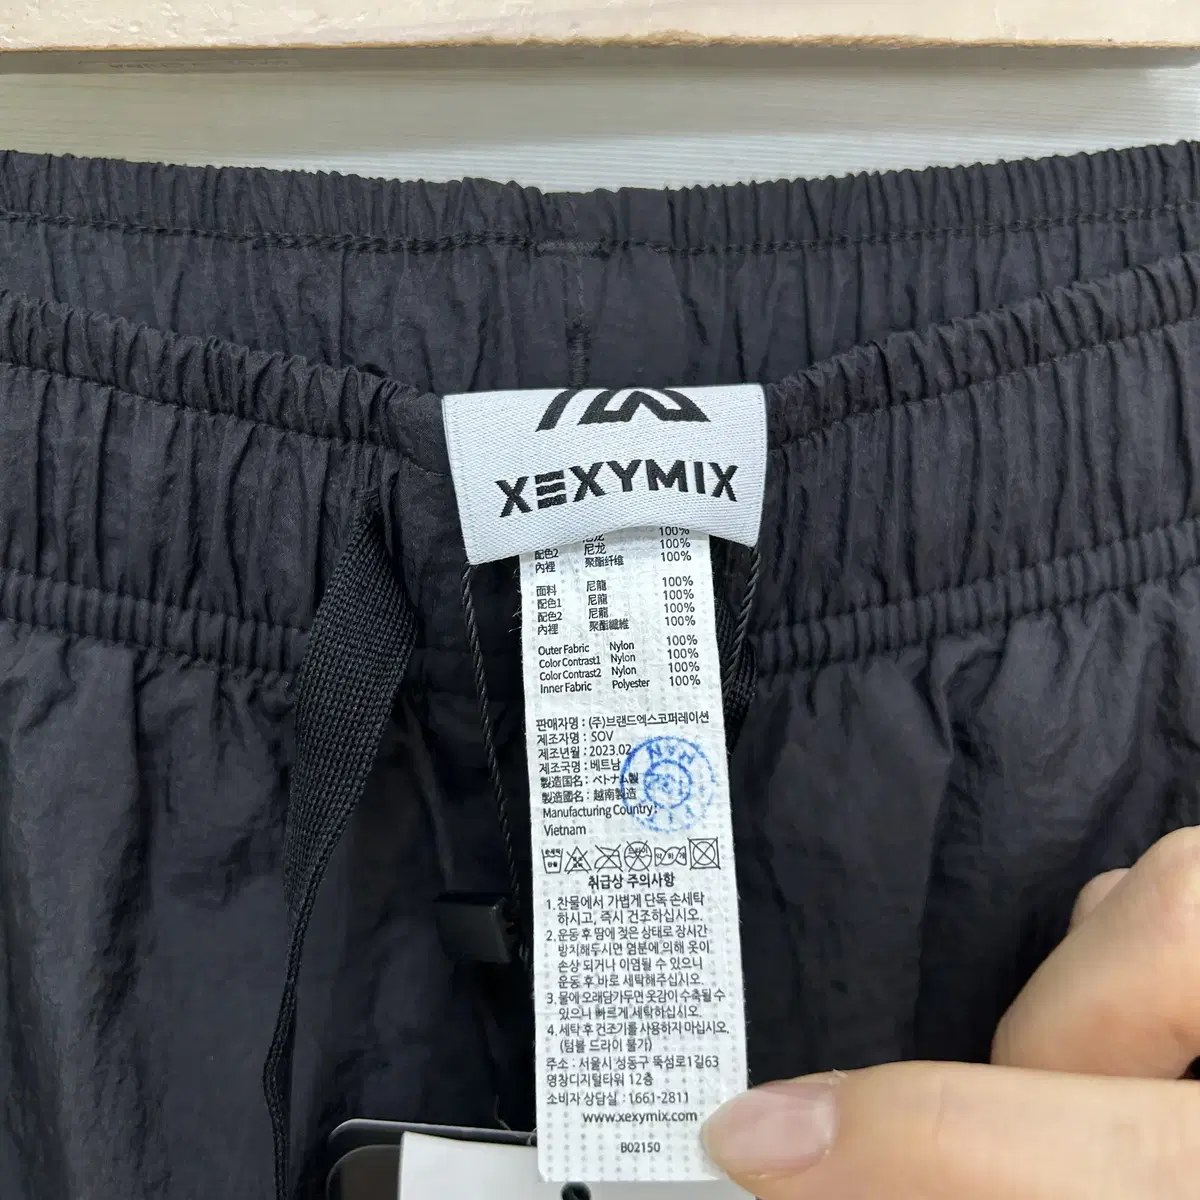 XEXYMIX
100%
配色2 尼龙 100%
內裡 聚酯纤维 100%
面料 尼龍 100%
配色1 尼龍 100%
配色2 尼龍 100%
內裡 聚酯纖維 100%
Outer Fabric Nylon 100%
Color Contrast1 Nylon 100%
Color Contrast2 Nylon 100%
Inner Fabric Polyester 100%
판매자명 : (주)브랜드엑스코퍼레이션
제조자명 : SOV
제조년월 : 2023.02
제조국명 : 베트남
製造国名 : ベトナム製
製造國名 : 越南製造
Manufacturing Country:
Vietnam
취급상 주의사항
1. 찬물에서 가볍게 단독 손세탁
하시고, 즉시 건조하십시오.
2. 운동 후 땀에 젖은 상태로 장시간
방치해두시면 염분에 의해 옷이
손상 되거나 이염될 수 있으니
운동 후 바로 세탁해주십시오.
3. 물에 오래담가두면 옷감이 수축될 수
있으니 빠르게 세탁하십시오.
4. 세탁 후 건조기를 사용하지 마십시오.
(텀블 드라이 불가)
주소 : 서울시 성동구 뚝섬로1길63
명창디지털타워 12층
소비자 상담실 : 1661-2811
www.xexymix.com
B02150